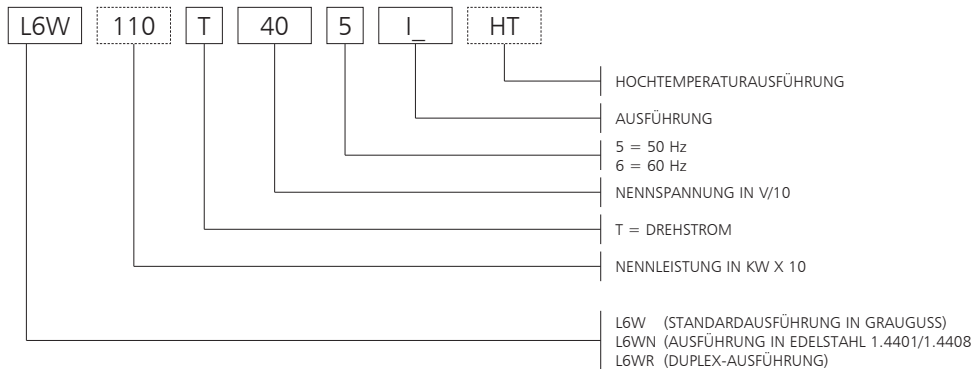 L6W 110 T 40 5 I_ HT
HOCHTEMPERATURAUSFÜHRUNG
AUSFÜHRUNG
5 = 50 Hz
6 = 60 Hz
NENNSPANNUNG IN V/10
T = DREHSTROM
NENNLEISTUNG IN KW X 10
L6W (STANDARDAUSFÜHRUNG IN GRAUGUSS)
L6WN (AUSFÜHRUNG IN EDELSTAHL 1.4401/1.4408
L6WR (DUPLEX-AUSFÜHRUNG)